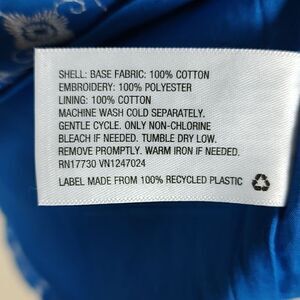 SHELL: BASE FABRIC: 100% COTTON
EMBROIDERY: 100% POLYESTER
LINING: 100% COTTON
MACHINE WASH COLD SEPARATELY.
GENTLE CYCLE. ONLY NON-CHLORINE
BLEACH IF NEEDED. TUMBLE DRY LOW.
REMOVE PROMPTLY. WARM IRON IF NEEDED.
RN17730 VN1247024
LABEL MADE FROM 100% RECYCLED PLASTIC